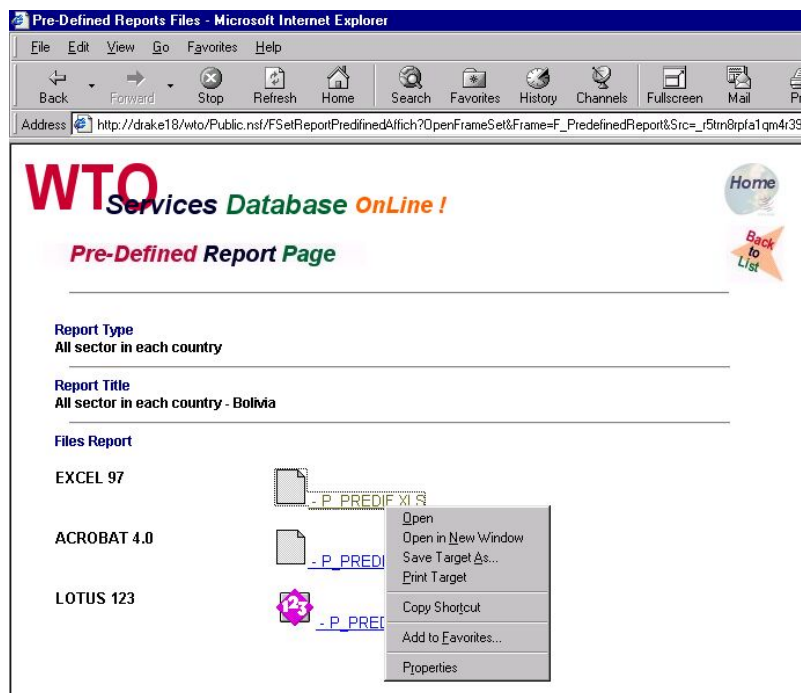 Pre-Defined Reports Files - Microsoft Internet Explorer
File Edit View Go Favorites Help
Back Forward Stop Refresh Home Search Favorites History Channels Fullscreen Mail
Address http://drake18/wto/Public.nsf/FSetReportPredifinedAffich?OpenFrameSet&Frame=F_PredefinedReport&Src=_r5trn8rpfa1qm4r39
WTO
Services Database OnLine !
Home
Pre-Defined Report Page
Back
to
List
Report Type
All sector in each country
Report Title
All sector in each country - Bolivia
Files Report
EXCEL 97
- P_PREDIF.XLS
Open
Open in New Window
ACROBAT 4.0
Save Target As...
- P_PREDI
Print Target
LOTUS 123
Copy Shortcut
123
- P_PRE
Add to Favorites...
Properties